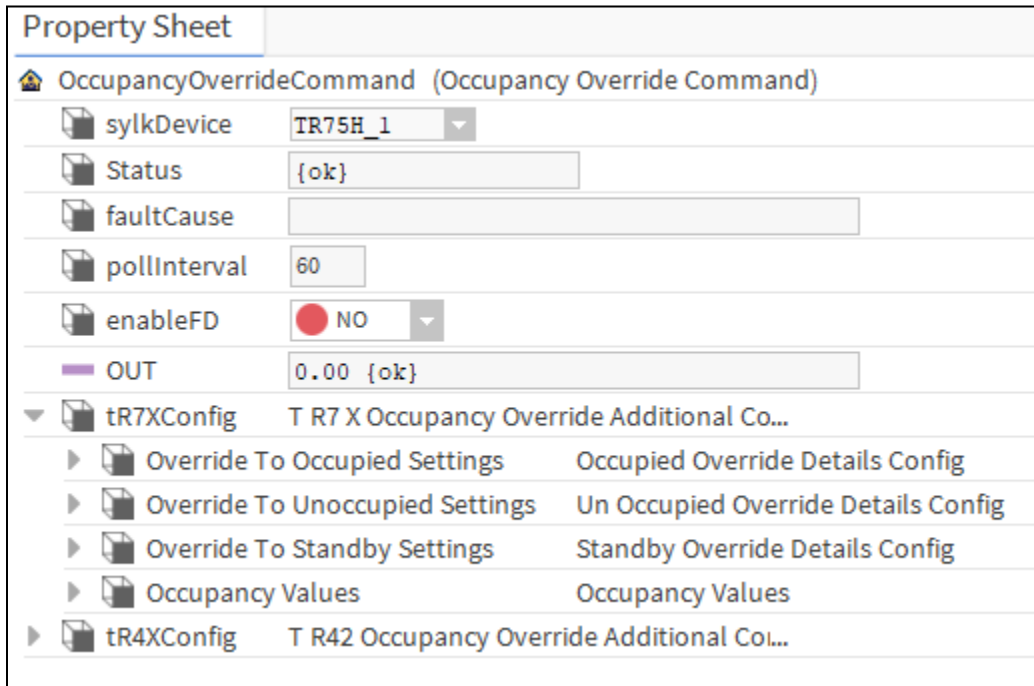 Property Sheet
OccupancyOverrideCommand (Occupancy Override Command)
sylkDevice TR75H_1
Status {ok}
faultCause
pollInterval 60
enableFD NO
OUT 0.00 {ok}
tR7XConfig T R7 X Occupancy Override Additional Co...
Override To Occupied Settings Occupied Override Details Config
Override To Unoccupied Settings Un Occupied Override Details Config
Override To Standby Settings Standby Override Details Config
Occupancy Values Occupancy Values
tR4XConfig T R42 Occupancy Override Additional Co...